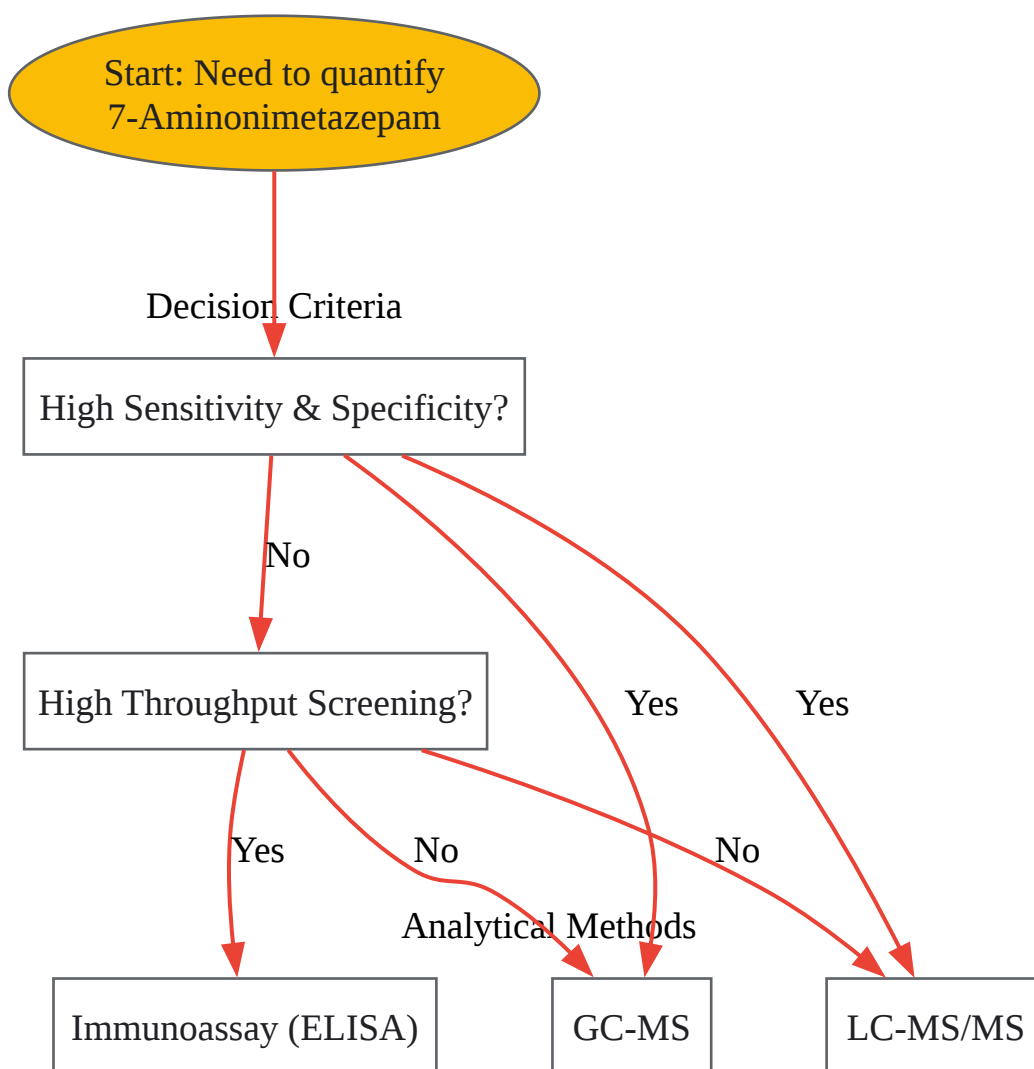 Start: Need to quantify
7-Aminonimetazepam
Decision Criteria
High Sensitivity & Specificity?
No
High Throughput Screening?
Yes
Yes
Yes
No
No
Analytical Methods
Immunoassay (ELISA)
GC-MS
LC-MS/MS